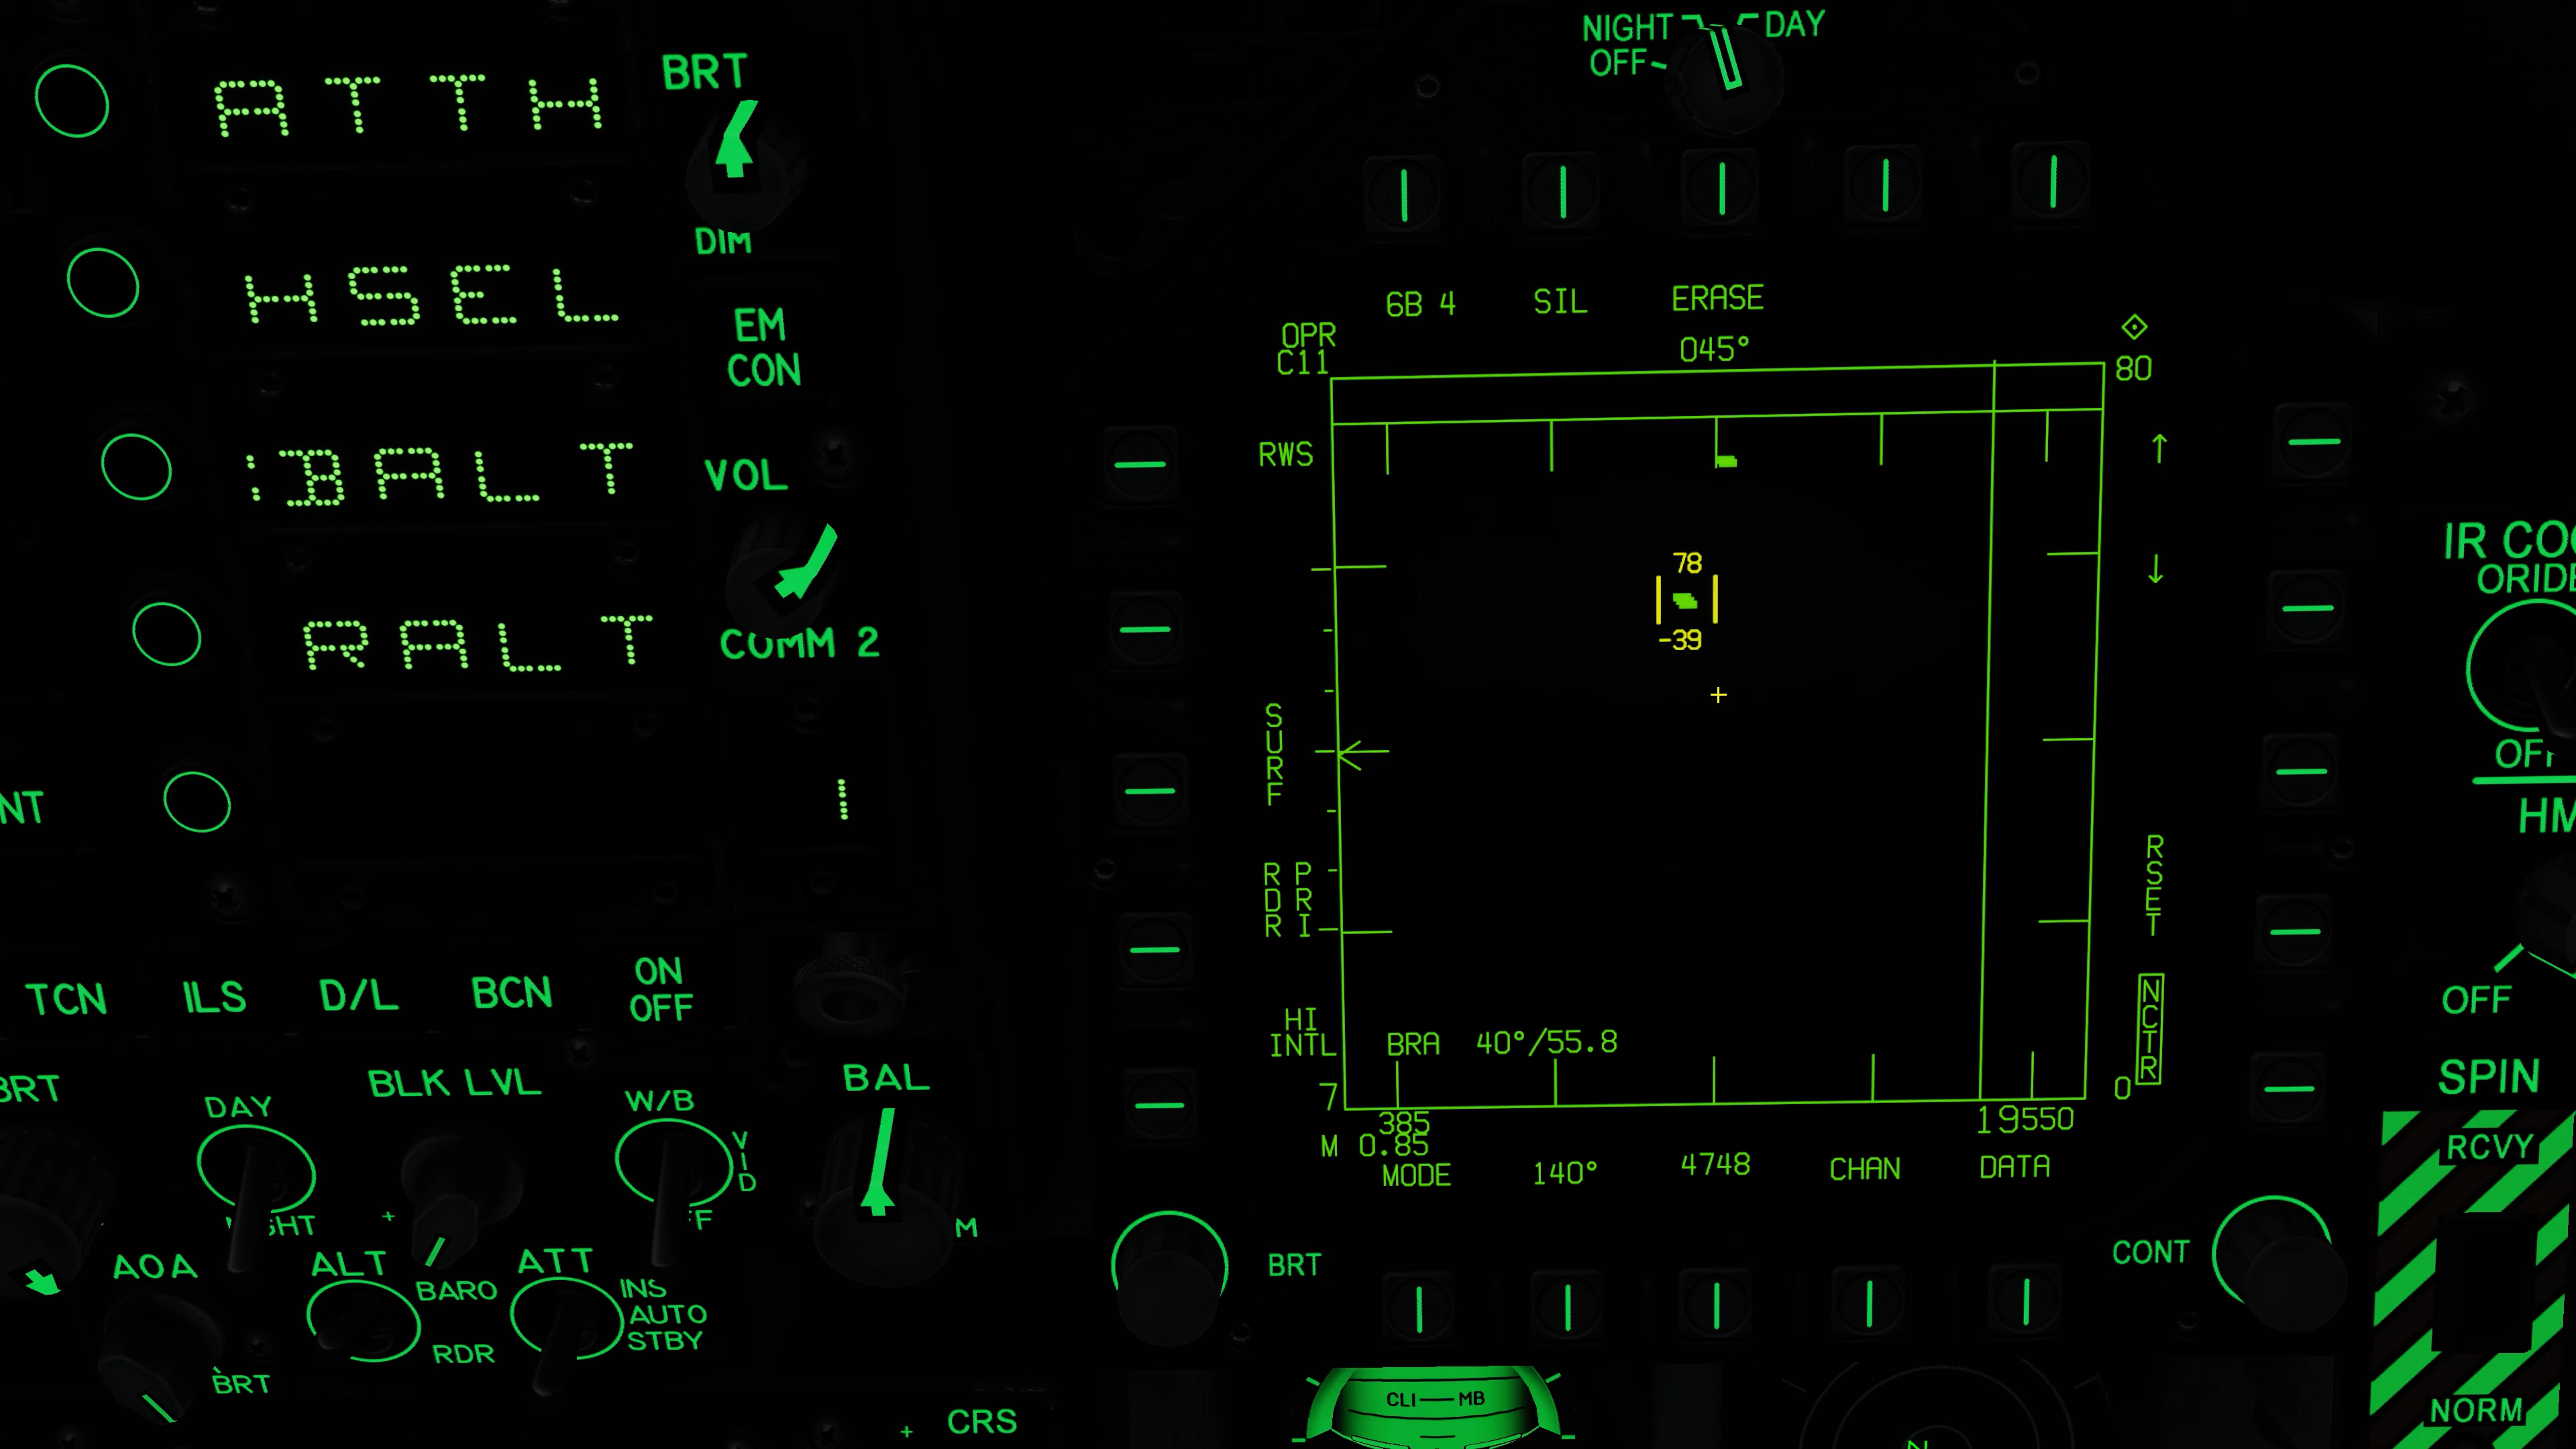 ATTH
HSEL
:BALT
RALT
BRT
DIM
EM
CON
VOL
COMM 2
1
NT
TCN
ILS
D/L
BCN
ON
OFF
BRT
DAY
NIGHT
BLK LVL
W/B
VID
BAL
AOA
ALT
BARO
RDR
ATT
INS
AUTO
STBY
BRT
CRS
NIGHT
DAY
OFF
6B 4
SIL
ERASE
OPR
C11
045°
80
RWS
78
-39
SURF
RDR
PRI
RSET
NCTR
HI
INTL
BRA 40°/55.8
7
0
385
M 0.85
19550
MODE
140°
4748
CHAN
DATA
BRT
CONT
CLI
MB
N
IR COO
ORIDE
OFF
HM
OFF
SPIN
RCVY
NORM